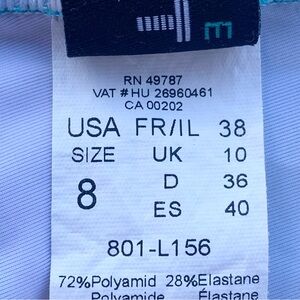 RN 49787
VAT # HU 26960461
CA 00202
USA FR/IL 38
SIZE UK 10
8 D 36
ES 40
801-L156
72%Polyamid 28%Elastane
Polyamide Élastane